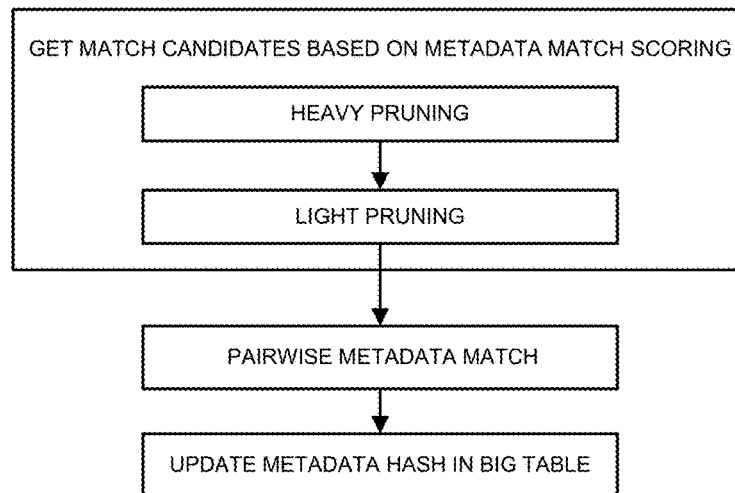 GET MATCH CANDIDATES BASED ON METADATA MATCH SCORING
HEAVY PRUNING
LIGHT PRUNING
PAIRWISE METADATA MATCH
UPDATE METADATA HASH IN BIG TABLE